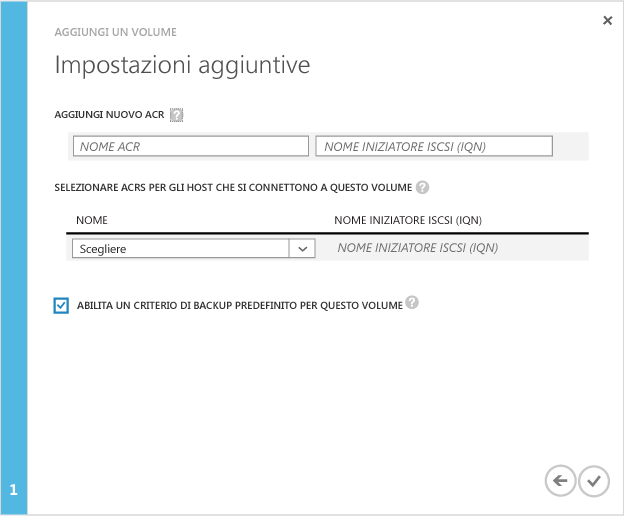 AGGIUNGI UN VOLUME
Impostazioni aggiuntive
AGGIUNGI NUOVO ACR ?
NOME ACR NOME INIZIATORE ISCSI (IQN)
SELEZIONARE ACRS PER GLI HOST CHE SI CONNETTONO A QUESTO VOLUME ?
NOME NOME INIZIATORE ISCSI (IQN)
Scegliere NOME INIZIATORE ISCSI (IQN)
ABILITA UN CRITERIO DI BACKUP PREDEFINITO PER QUESTO VOLUME ?
1